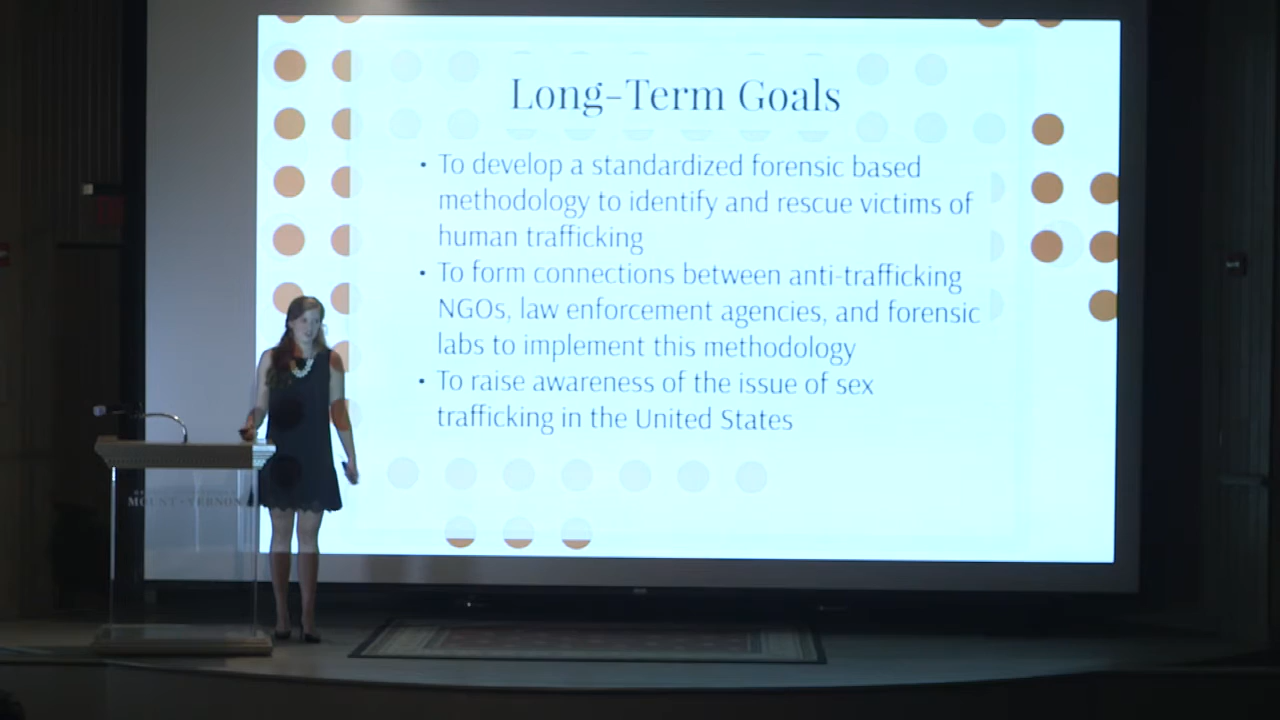 Long-Term Goals
• To develop a standardized forensic based
methodology to identify and rescue victims of
human trafficking
• To form connections between anti-trafficking
NGOs, law enforcement agencies, and forensic
labs to implement this methodology
• To raise awareness of the issue of sex
trafficking in the United States
MOUNT VERNON